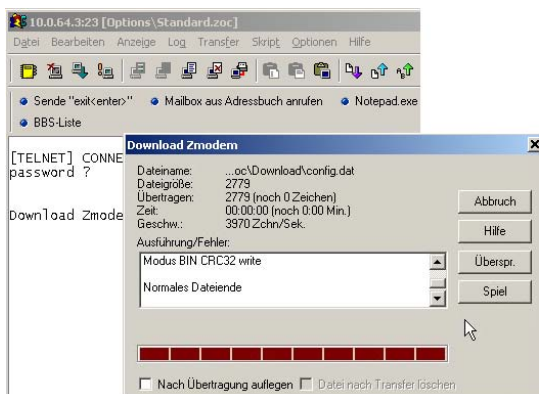 10.0.64.3:23 [Options\Standard.zoc]
Datei Bearbeiten Anzeige Log Transfer Skript Optionen Hilfe
Sende "exit<enter>" Mailbox aus Adressbuch anrufen Notepad.exe
BBS-Liste
[TELNET] CONNE
password ?
Download Zmode
Download Zmodem
Dateiname: ...oc\Download\config.dat
Dateigröße: 2779
Übertragen: 2779 (noch 0 Zeichen)
Zeit: 00:00:00 (noch 0:00 Min.)
Geschw.: 3970 Zchn/Sek.
Ausführung/Fehler:
Modus BIN CRC32 write
Normales Dateiende
Abbruch
Hilfe
Überspr.
Spiel
Nach Übertragung auflegen Datei nach Transfer löschen